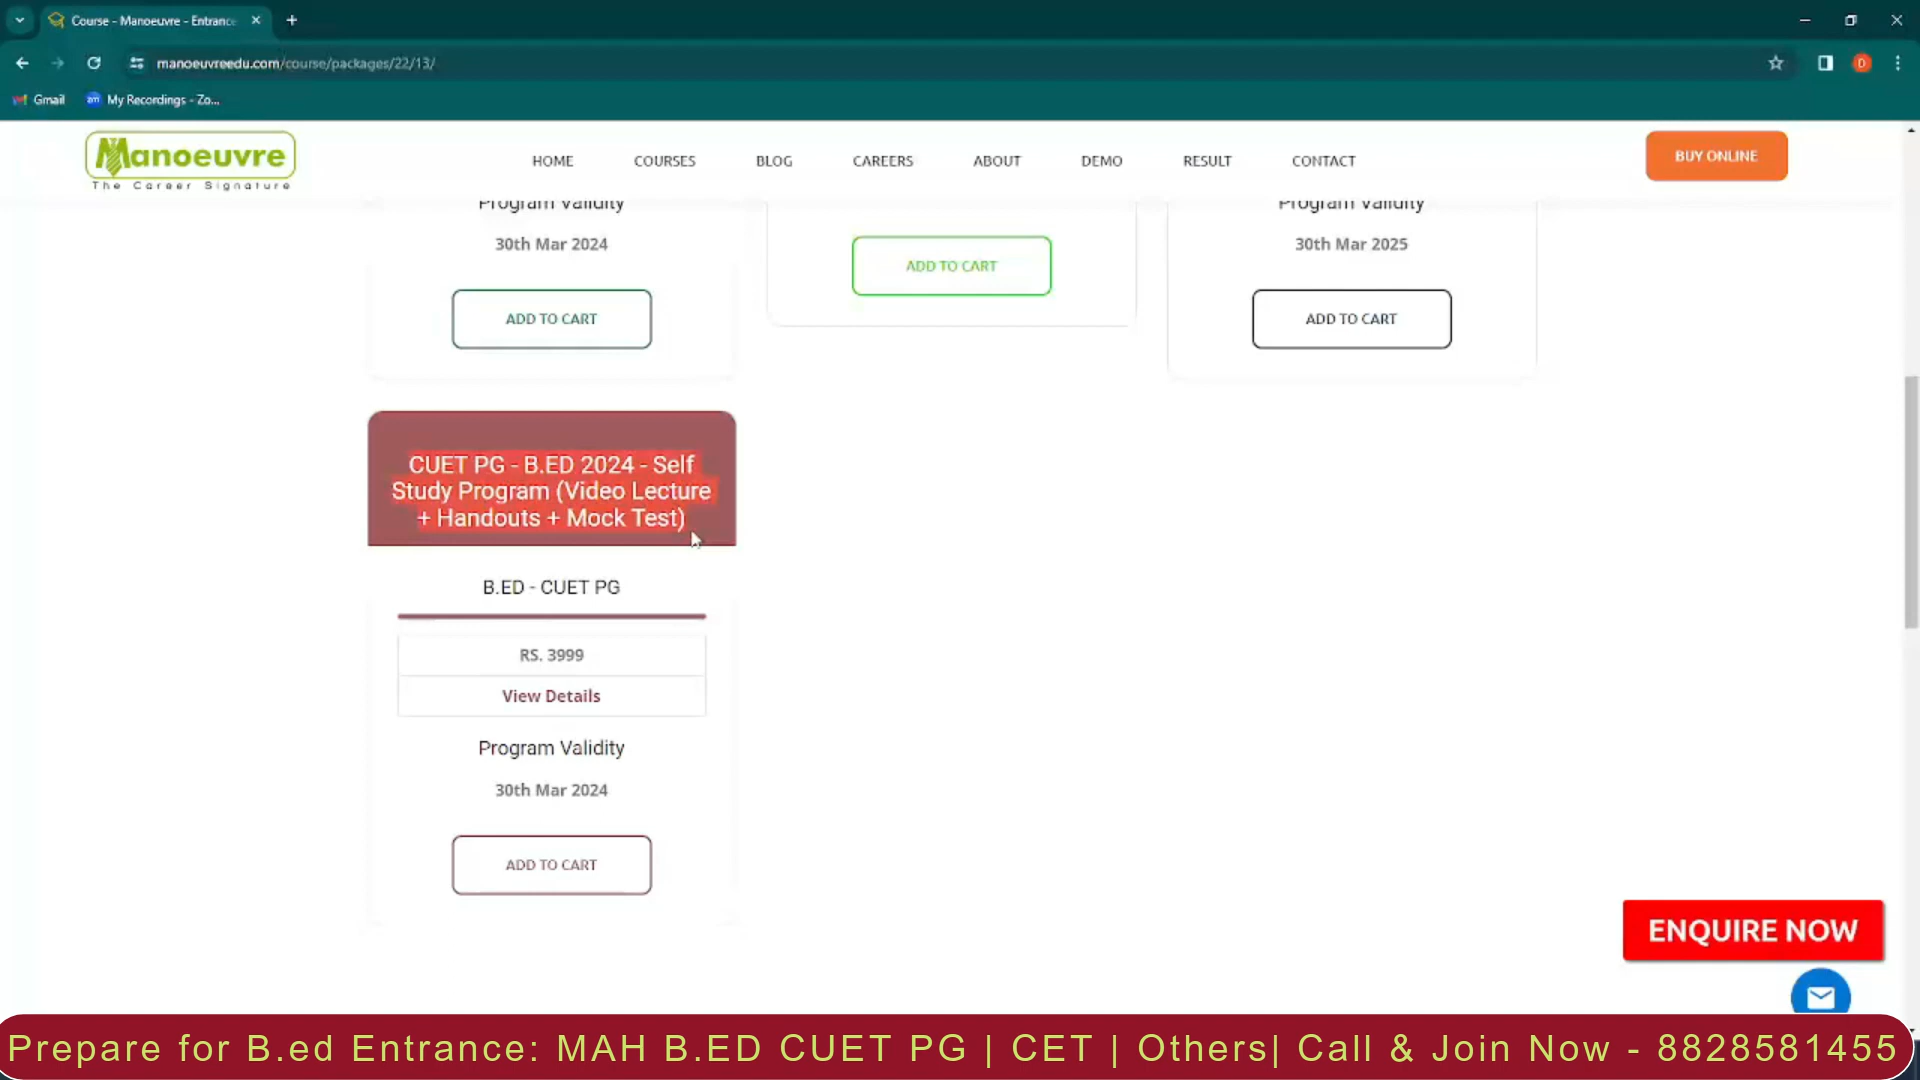 Course - Manoeuvre - Entrance
manoeuvreedu.com/course/packages/22/13/
D
Gmail
My Recordings - Zo...
Manoeuvre
The Career Signature
HOME
COURSES
BLOG
CAREERS
ABOUT
DEMO
RESULT
CONTACT
BUY ONLINE
Program Validity
Program Validity
30th Mar 2024
30th Mar 2025
ADD TO CART
ADD TO CART
ADD TO CART
CUET PG - B.ED 2024 - Self
Study Program (Video Lecture
+ Handouts + Mock Test)
B.ED - CUET PG
RS. 3999
View Details
Program Validity
30th Mar 2024
ADD TO CART
ENQUIRE NOW
Prepare for B.ed Entrance: MAH B.ED CUET PG | CET | Others| Call & Join Now - 8828581455